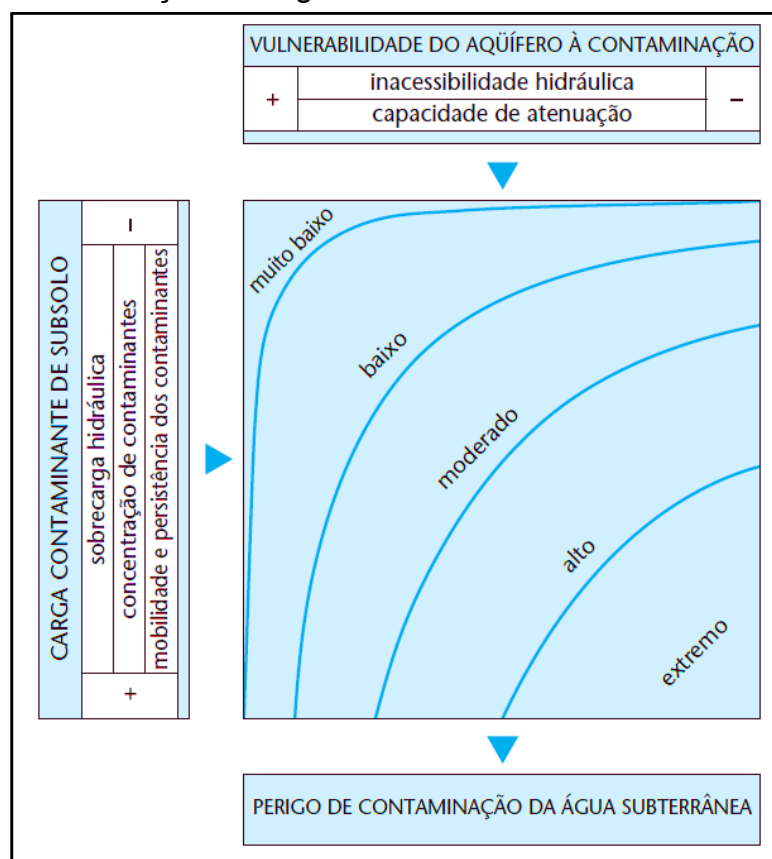 VULNERABILIDADE DO AQÜÍFERO À CONTAMINAÇÃO
+
inacessibilidade hidráulica
capacidade de atenuação
−
CARGA CONTAMINANTE DE SUBSOLO
−
sobrecarga hidráulica
concentração de contaminantes
mobilidade e persistência dos contaminantes
+
muito baixo
baixo
moderado
alto
extremo
PERIGO DE CONTAMINAÇÃO DA ÁGUA SUBTERRÂNEA